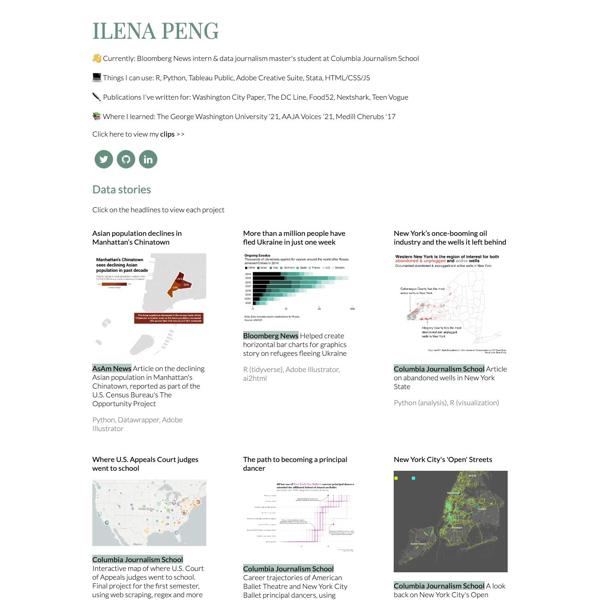 ILENA PENG
Currently: Bloomberg News intern & data journalism master's student at Columbia Journalism School
Things I can use: R, Python, Tableau Public, Adobe Creative Suite, Stata, HTML/CSS/JS
Publications I've written for: Washington City Paper, The DC Line, Food52, Nextshark, Teen Vogue
Where I learned: The George Washington University '21, AAJA Voices '21, Medill Cherubs '17
Click here to view my clips >>
Data stories
Click on the headlines to view each project
Asian population declines in
Manhattan's Chinatown
Manhattan's Chinatown
sees declining Asian
population in past decade
AsAm News Article on the declining
Asian population in Manhattan's
Chinatown, reported as part of the
U.S. Census Bureau's The
Opportunity Project
Python, Datawrapper, Adobe
Illustrator
More than a million people have
fled Ukraine in just one week
Ongoing Exodus
Bloomberg News Helped create
horizontal bar charts for graphics
story on refugees fleeing Ukraine
R (tidyverse), Adobe Illustrator,
ai2html
New York's once-booming oil
industry and the wells it left behind
Western New York is the region of interest for both
abandoned & unplugged and active wells
Columbia Journalism School Article
on abandoned wells in New York
State
Python (analysis), R (visualization)
Where U.S. Appeals Court judges
went to school
Columbia Journalism School
Interactive map of where U.S. Court
of Appeals judges went to school.
Final project for the first semester,
using web scraping, regex and more
The path to becoming a principal
dancer
Columbia Journalism School
Career trajectories of American
Ballet Theatre and New York City
Ballet principal dancers, using
New York City's 'Open' Streets
Columbia Journalism School A look
back on New York City's Open